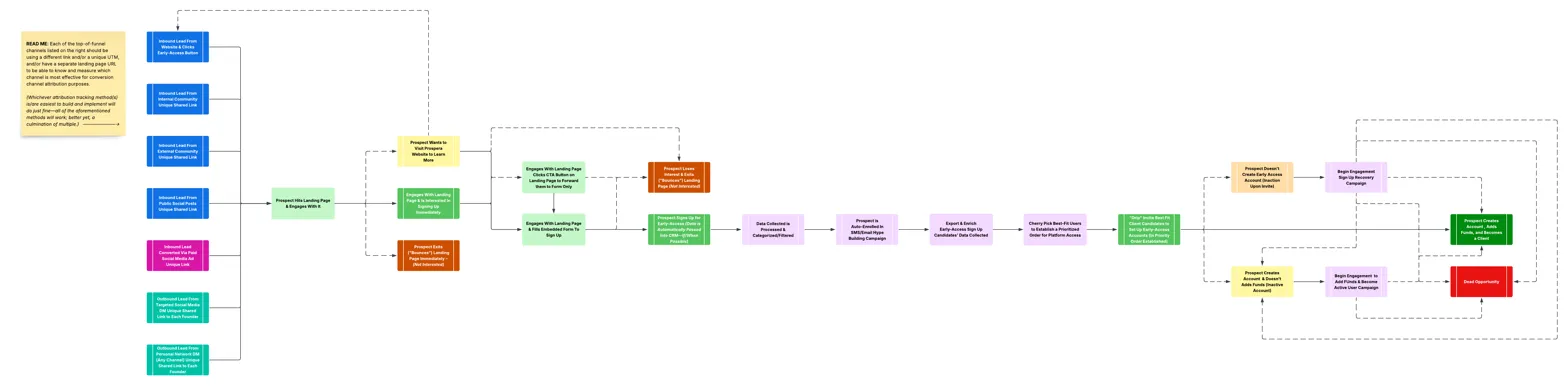 READ ME: Each of the top-of-funnel
channels listed on the right should be
using a different link and/or a unique UTM,
and/or have a separate landing page URL
to be able to know and measure which
channel is most effective for conversion
channel attribution purposes.
(Whichever attribution tracking method(s)
is/are easiest to build and implement will
do just fine—all of the aforementioned
methods will work; better yet, a
culmination of multiple.)
Inbound Lead From
Website & Clicks
Early-Access Button
Inbound Lead From
Internal Community
Unique Shared Link
Inbound Lead From
External Community
Unique Shared Link
Inbound Lead From
Public Social Posts
Unique Shared Link
Inbound Lead
Converted Via Paid
Social Media Ad
Unique Link
Outbound Lead From
Targeted Social Media
DM Unique Shared
Link to Each Founder
Outbound Lead From
Personal Network DM
(Any Channel) Unique
Shared Link to Each
Founder
Prospect Hits Landing Page
& Engages With It
Prospect Wants to
Visit Prospera
Website to Learn
More
Engages With Landing
Page & is Interested in
Signing Up
Immediately
Prospect Exits
("Bounces") Landing
Page Immediately -
(Not Interested)
Engages With Landing Page
Clicks CTA Button on
Landing Page to Forward
them to Form Only
Engages With Landing Page
& Fills Embedded Form To
Sign Up
Prospect Loses
Interest & Exits
("Bounces") Landing
Page (Not Interested)
Prospect Signs Up for
Early-Access (Data is
Automatically Passed
Into CRM—if/When
Possible)
Data Collected is
Processed &
Categorized/Filtered
Prospect is
Auto-Enrolled in
SMS/Email Hype
Building Campaign
Export & Enrich
Early-Access Sign Up
Candidates' Data Collected
Cherry Pick Best-Fit Users
to Establish a Prioritized
Order for Platform Access
"Drip" Invite Best Fit
Client Candidates to
Set-Up Early-Access
Accounts (In Priority
Order Established)
Prospect Doesn't
Create Early Access
Account (Inaction
Upon Invite)
Begin Engagement
Sign Up Recovery
Campaign
Prospect Creates
Account & Doesn't
Adds Funds (Inactive
Account)
Begin Engagement to
Add FUnds & Become
Active User Campaign
Prospect Creates
Account , Adds
Funds, and Becomes
a Client
Dead Opportunity